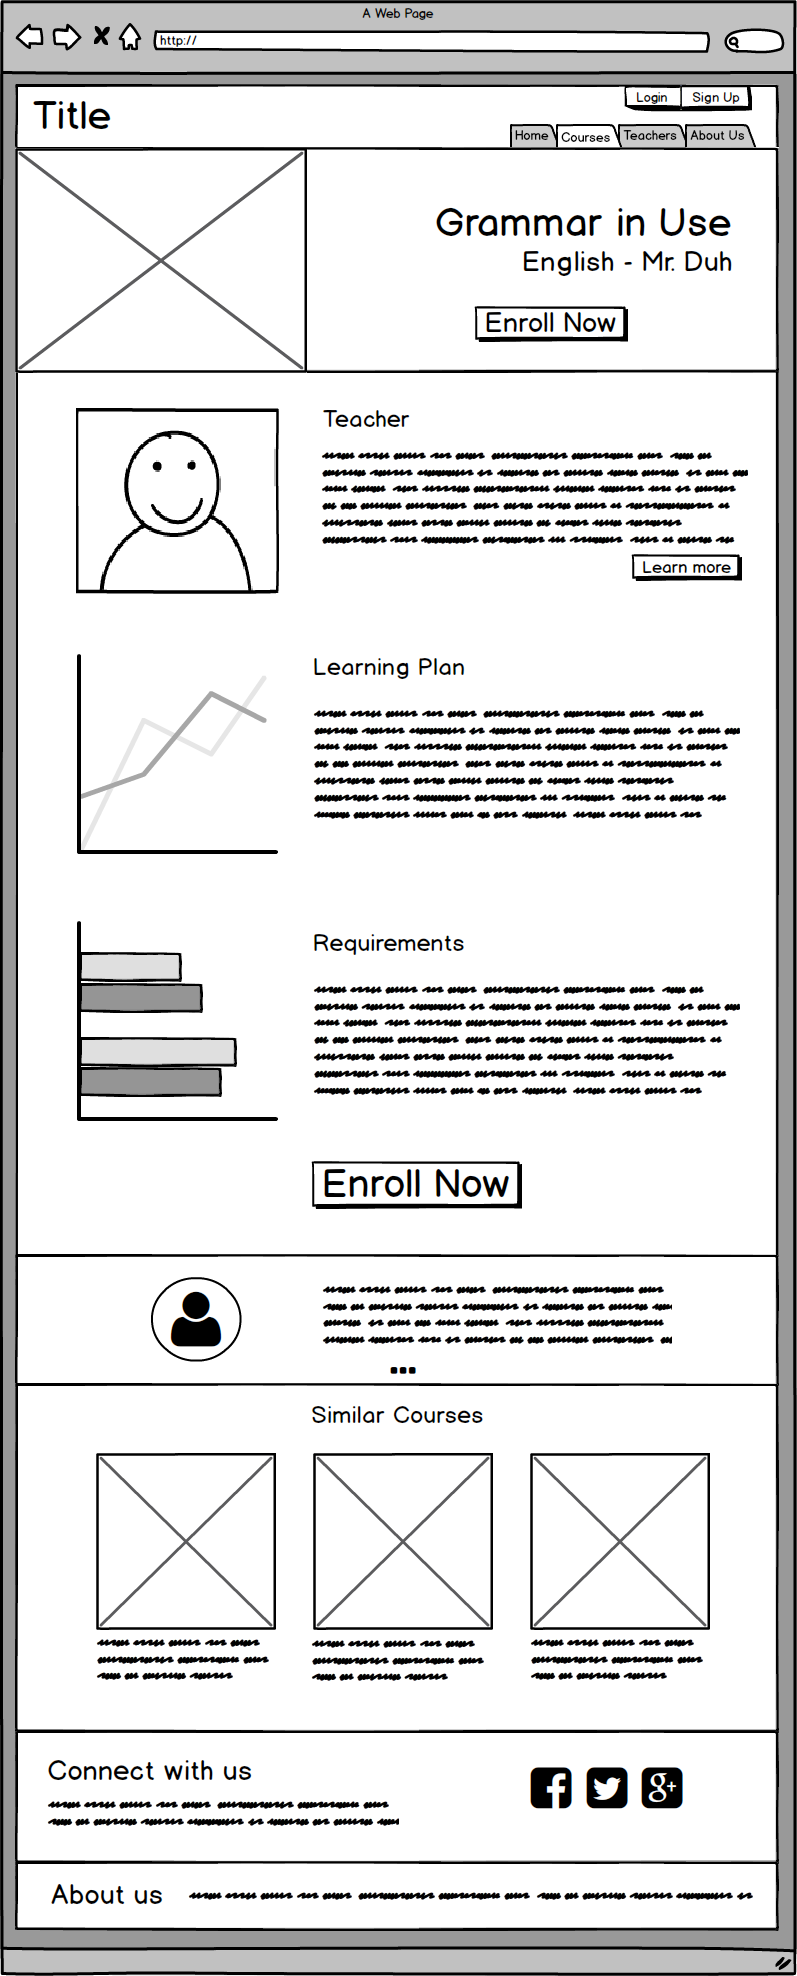 A Web Page
http://
Login Sign Up
Title
Home Courses Teachers About Us
Grammar in Use
English - Mr. Duh
Enroll Now
Teacher
Learn more
Learning Plan
Requirements
Enroll Now
Similar Courses
Connect with us
About us